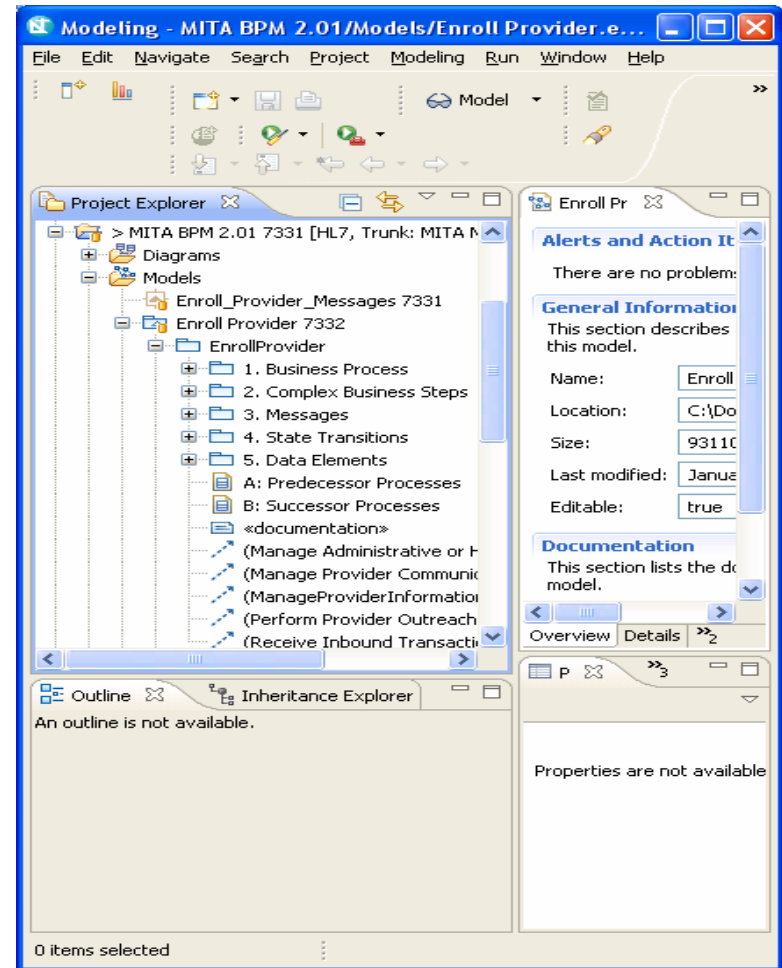 Modeling - MITA BPM 2.01/Models/Enroll Provider.e...
File Edit Navigate Search Project Modeling Run Window Help
Model
Project Explorer
> MITA BPM 2.01 7331 [HL7, Trunk: MITA
Diagrams
Models
Enroll_Provider_Messages 7331
Enroll Provider 7332
EnrollProvider
1. Business Process
2. Complex Business Steps
3. Messages
4. State Transitions
5. Data Elements
A: Predecessor Processes
B: Successor Processes
«documentation»
(Manage Administrative or
(Manage Provider
(ManageProviderInformation
(Perform Provider Outreach
(Receive Inbound
Enroll Pr
Alerts and Action It
There are no
General
This section describes
this model.
Name: Enroll
Location: C:\Do
Size: 93110
Last modified: Janua
Editable: true
Documentation
This section lists the
model.
Overview Details »2
Outline Inheritance Explorer
An outline is not available.
P »3
Properties are not available
0 items selected